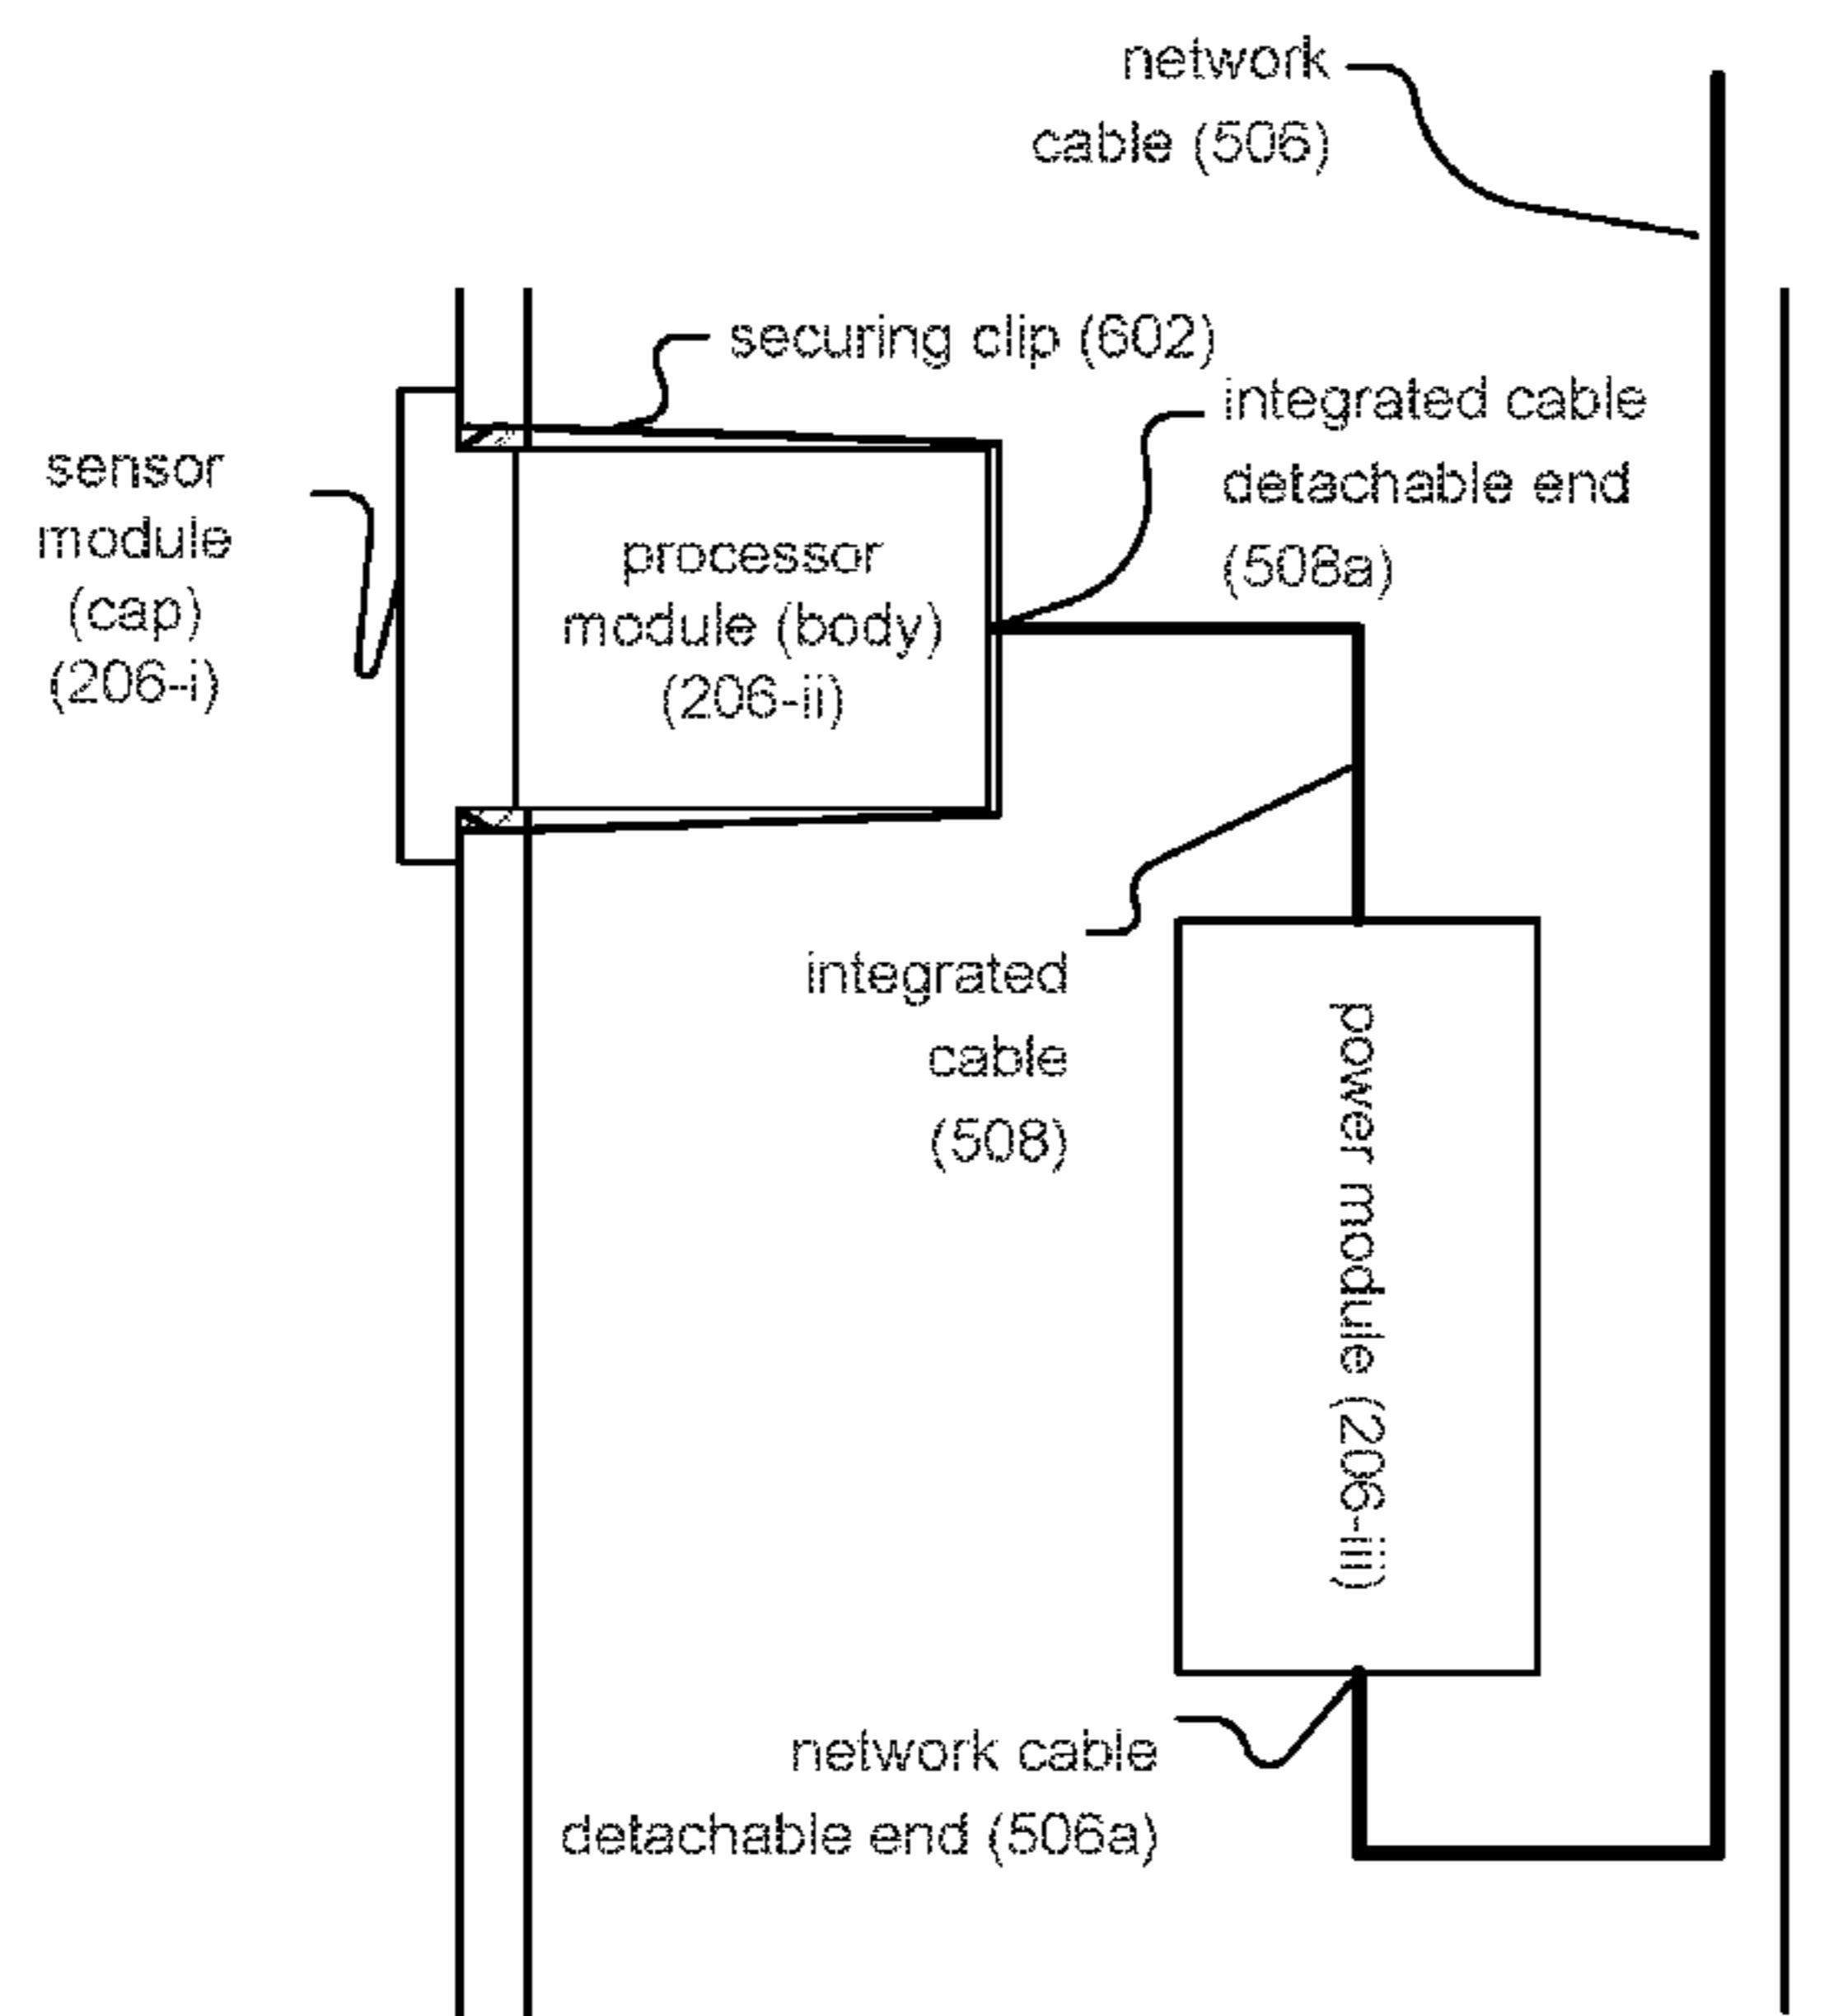 network
cable (506)
securing clip (602)
integrated cable
detachable end
(508a)
sensor
module
(cap)
(206-i)
processor
module (body)
(206-ii)
integrated
cable
(508)
power module (206-iii)
network cable
detachable end (506a)